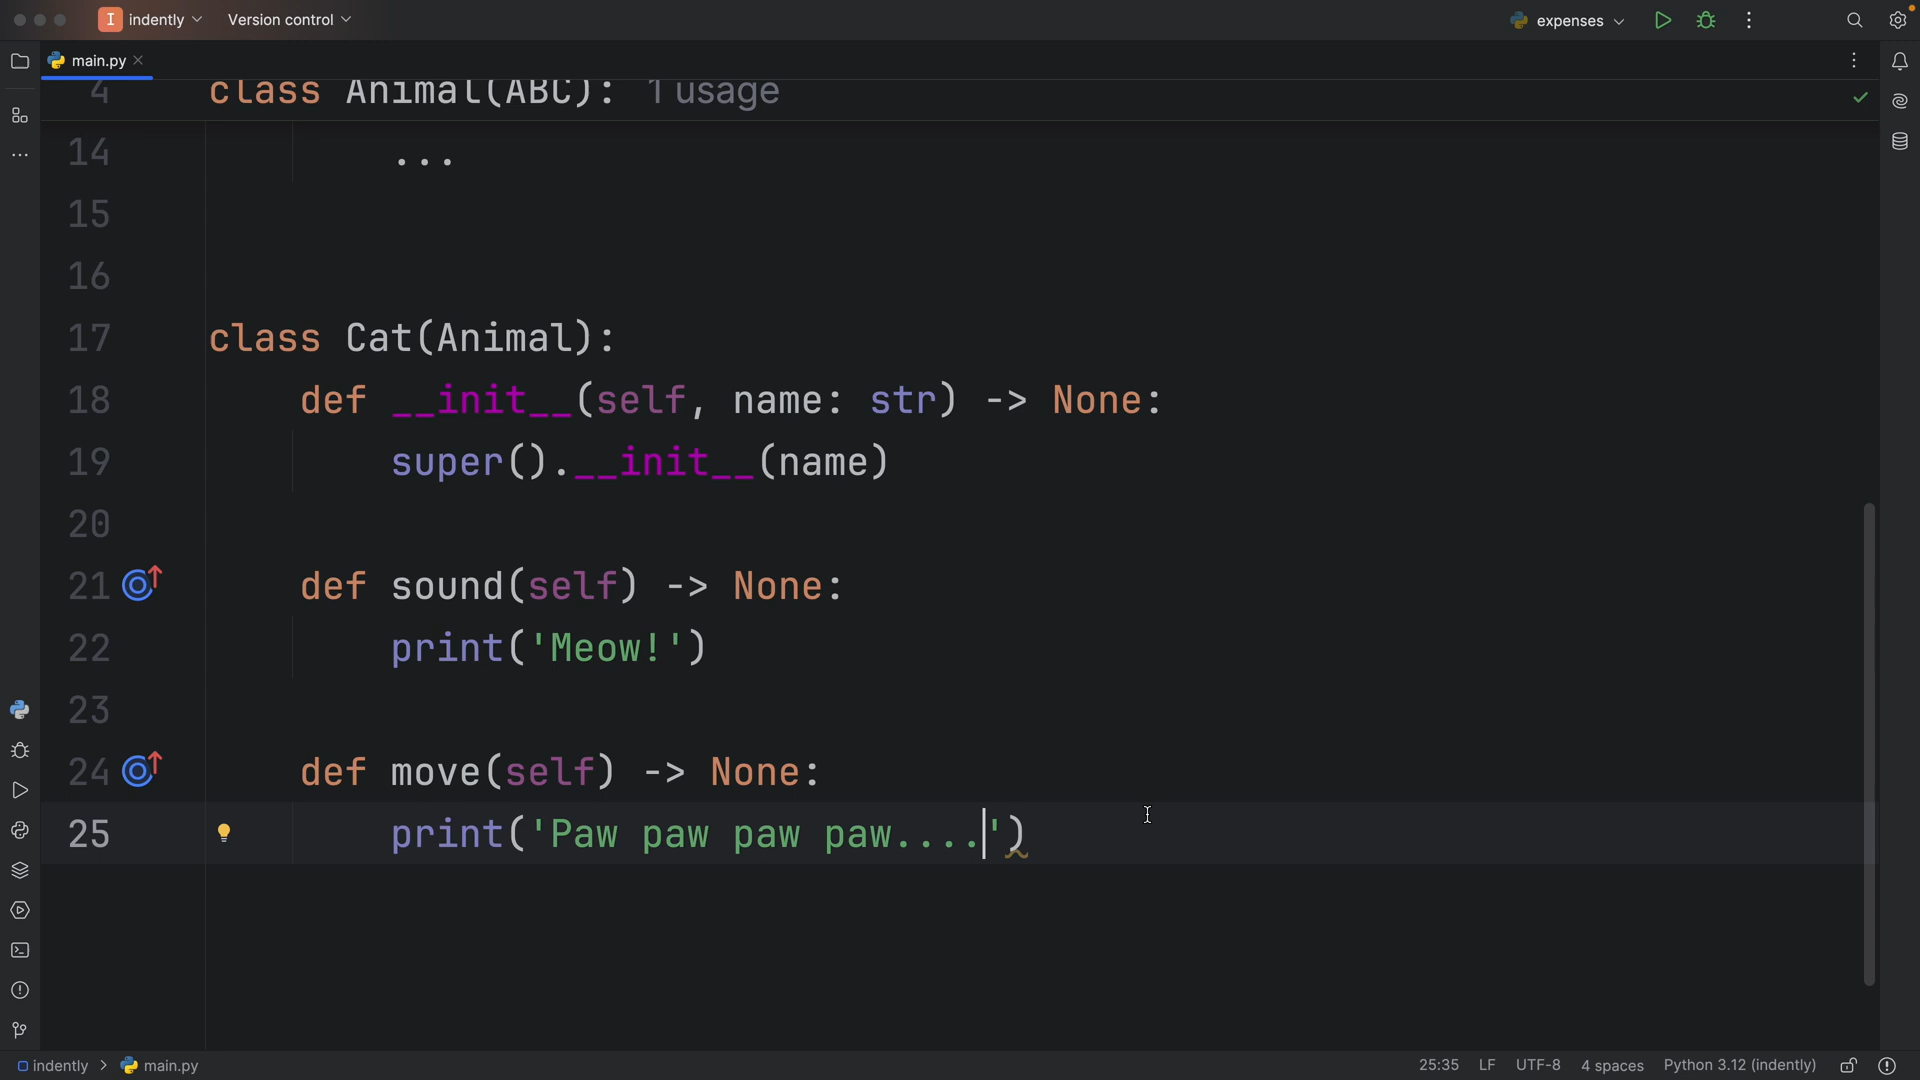 I indently Version control expenses
main.py
4 class Animal(ABC): 1 usage
14 ...
15
16
17 class Cat(Animal):
18 def __init__(self, name: str) -> None:
19 super().__init__(name)
20
21 def sound(self) -> None:
22 print('Meow!')
23
24 def move(self) -> None:
25 print('Paw paw paw paw....')
indently > main.py 25:35 LF UTF-8 4 spaces Python 3.12 (indently)